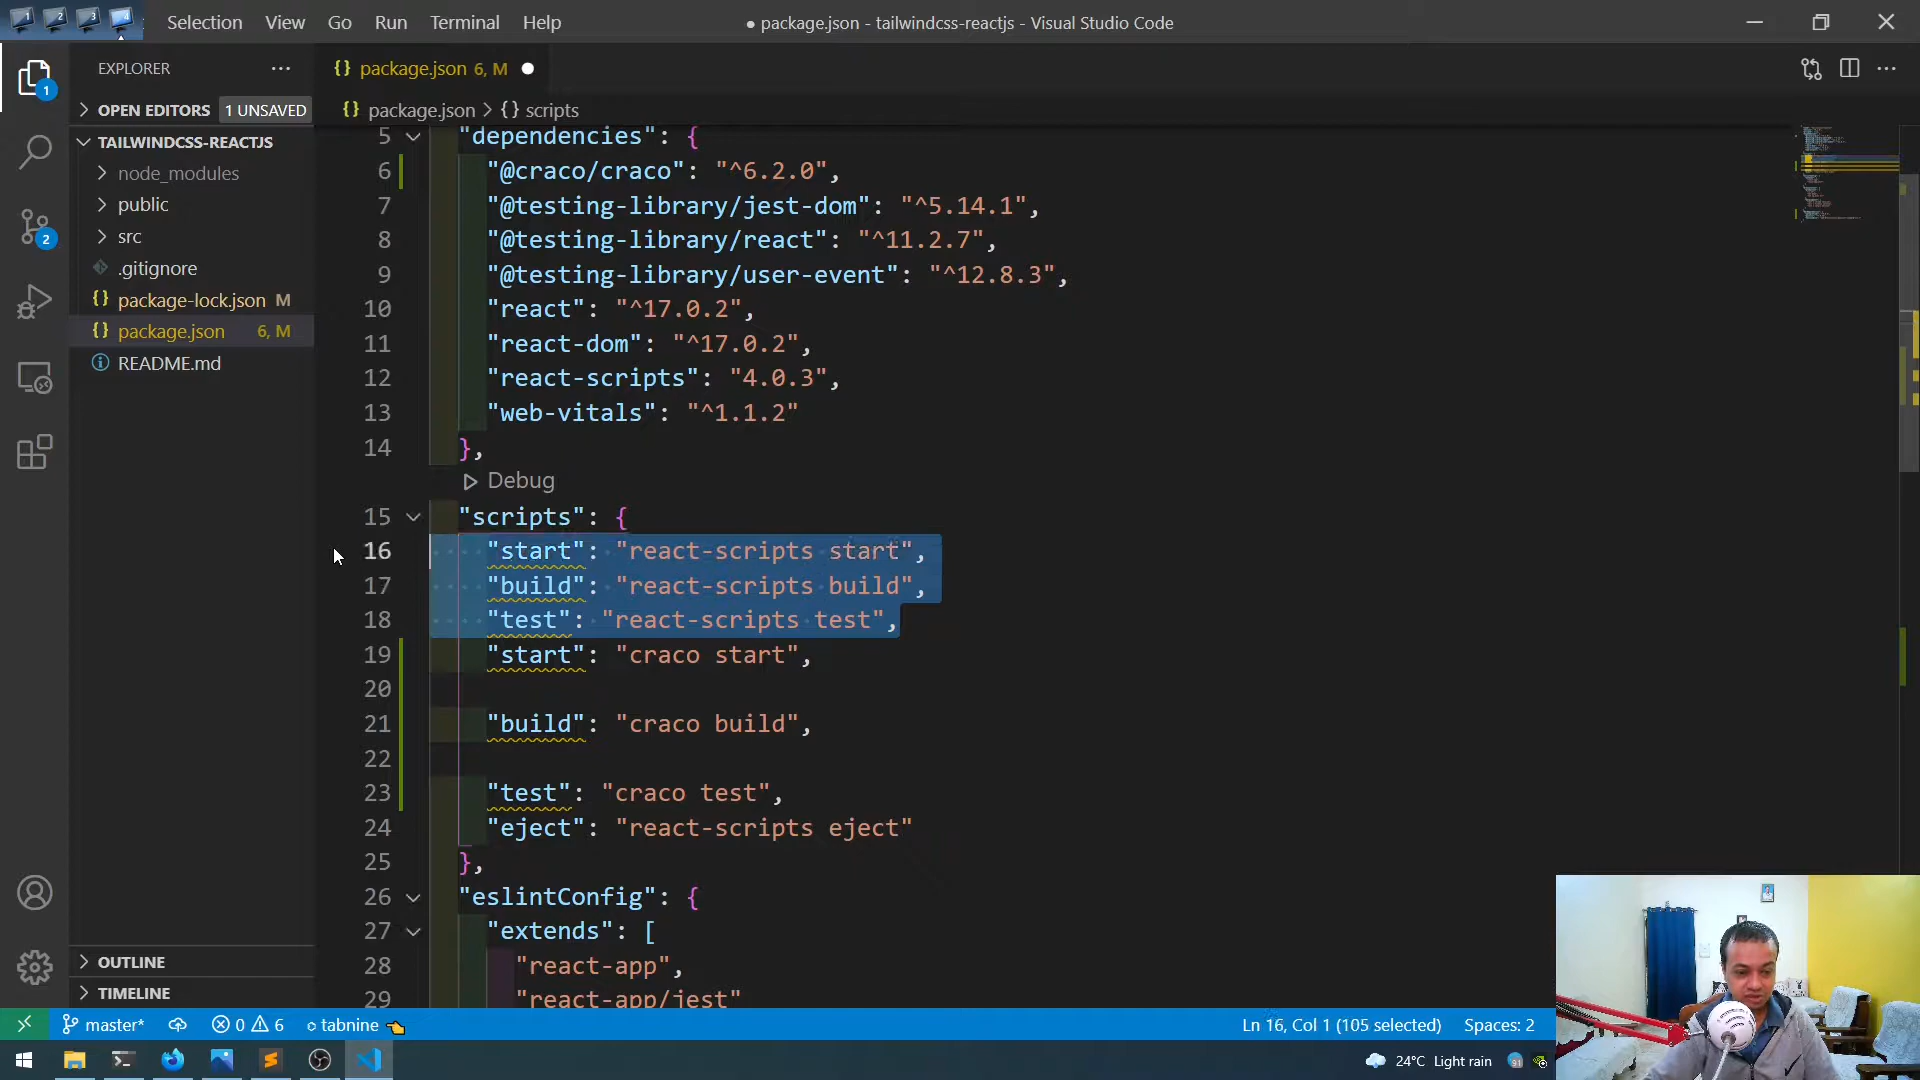 1 2 3 4
Selection View Go Run Terminal Help
● package.json - tailwindcss-reactjs - Visual Studio Code
EXPLORER ···
{} package.json 6, M ●
OPEN EDITORS 1 UNSAVED
{} package.json > {} scripts
TAILWINDCSS-REACTJS
node_modules
public
src
.gitignore
{} package-lock.json M
{} package.json 6, M
README.md
1
2
5 "dependencies": {
6 "@craco/craco": "^6.2.0",
7 "@testing-library/jest-dom": "^5.14.1",
8 "@testing-library/react": "^11.2.7",
9 "@testing-library/user-event": "^12.8.3",
10 "react": "^17.0.2",
11 "react-dom": "^17.0.2",
12 "react-scripts": "4.0.3",
13 "web-vitals": "^1.1.2"
14 },
Debug
15 "scripts": {
16 "start": "react-scripts start",
17 "build": "react-scripts build",
18 "test": "react-scripts test",
19 "start": "craco start",
20
21 "build": "craco build",
22
23 "test": "craco test",
24 "eject": "react-scripts eject"
25 },
26 "eslintConfig": {
27 "extends": [
28 "react-app",
29 "react-app/jest"
OUTLINE
TIMELINE
master* 0 6 tabnine
Ln 16, Col 1 (105 selected) Spaces: 2
24°C Light rain
91